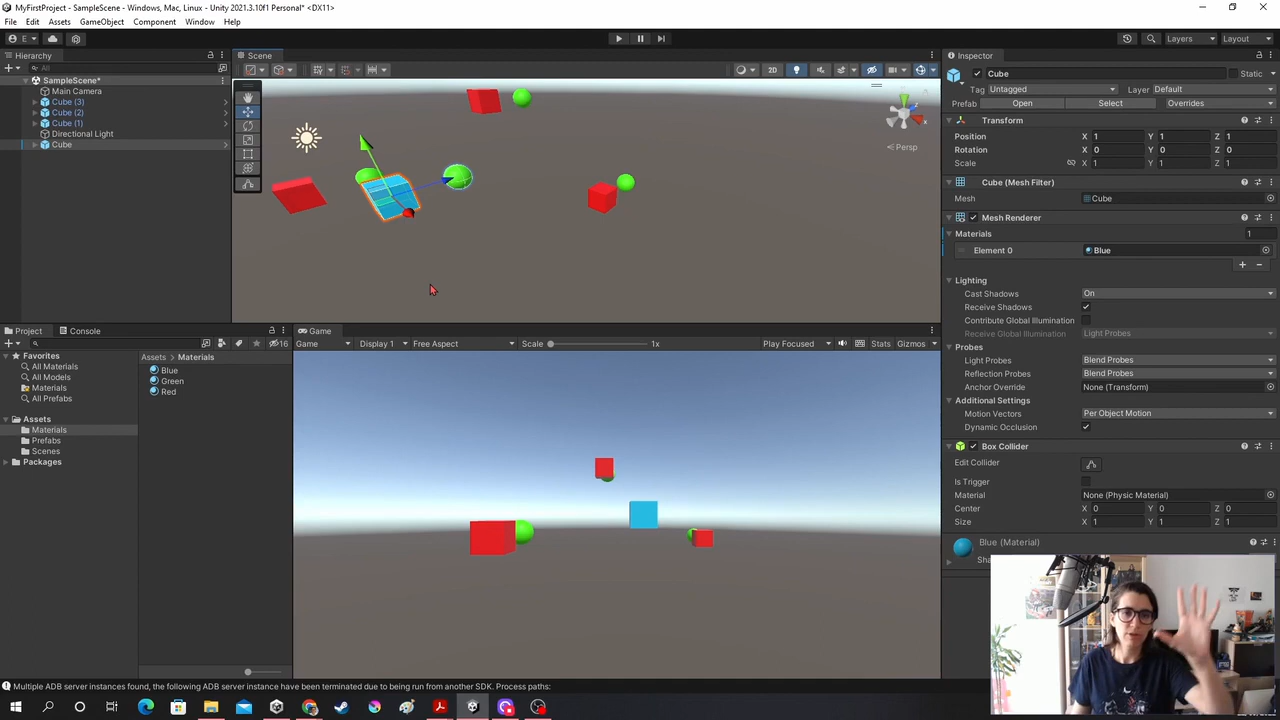 MyFirstProject - SampleScene - Windows, Mac, Linux - Unity 2021.3.10f1 Personal* <DX11>
File Edit Assets GameObject Component Window Help
E
Layers Layout
Hierarchy
All
SampleScene*
Main Camera
Cube (3)
Cube (2)
Cube (1)
Directional Light
Cube
Scene
2D
Persp
Project Console
16
Favorites
All Materials
All Models
Materials
All Prefabs
Assets
Materials
Prefabs
Scenes
Packages
Assets > Materials
Blue
Green
Red
Game
Game Display 1 Free Aspect Scale 1x Play Focused Stats Gizmos
Inspector
Cube Static
Tag Untagged Layer Default
Prefab Open Select Overrides
Transform
Position X 1 Y 1 Z 1
Rotation X 0 Y 0 Z 0
Scale X 1 Y 1 Z 1
Cube (Mesh Filter)
Mesh Cube
Mesh Renderer
Materials 1
Element 0 Blue
Lighting
Cast Shadows On
Receive Shadows
Contribute Global Illumination
Receive Global Illumination Light Probes
Probes
Light Probes Blend Probes
Reflection Probes Blend Probes
Anchor Override None (Transform)
Additional Settings
Motion Vectors Per Object Motion
Dynamic Occlusion
Box Collider
Edit Collider
Is Trigger
Material None (Physic Material)
Center X 0 Y 0 Z 0
Size X 1 Y 1 Z 1
Blue (Material)
Sha
Multiple ADB server instances found, the following ADB server instance have been terminated due to being run from another SDK. Process paths: